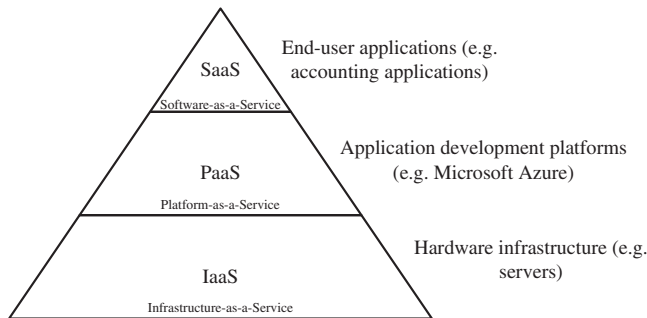 SaaS
Software-as-a-Service
End-user applications (e.g.
accounting applications)
PaaS
Platform-as-a-Service
Application development platforms
(e.g. Microsoft Azure)
IaaS
Infrastructure-as-a-Service
Hardware infrastructure (e.g.
servers)